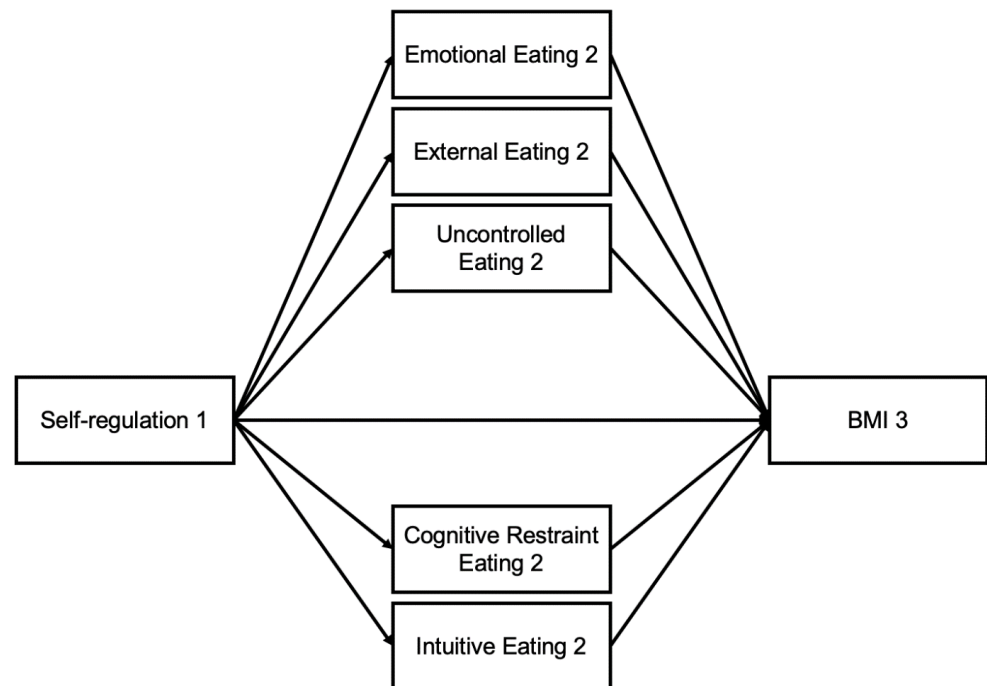 Emotional Eating 2
External Eating 2
Uncontrolled
Eating 2
Self-regulation 1
BMI 3
Cognitive Restraint
Eating 2
Intuitive Eating 2